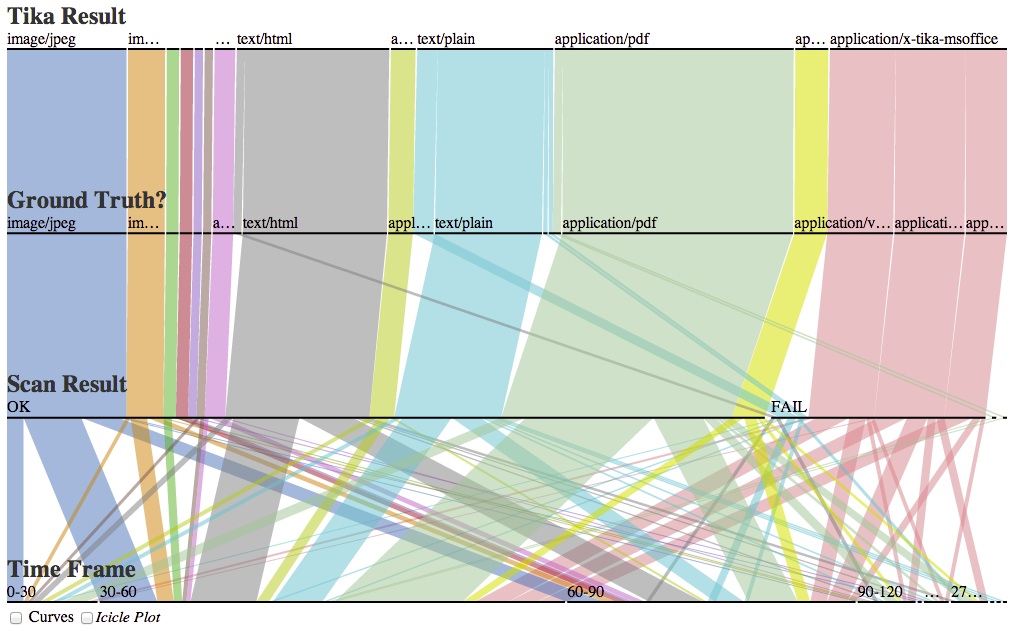 Tika Result
image/jpeg im… … text/html a… text/plain application/pdf ap… application/x-tika-msoffice
Ground Truth?
image/jpeg im… a… text/html appl… text/plain application/pdf application/v… applicati… app…
Scan Result
OK FAIL
Time Frame
0-30 30-60 60-90 90-120 … 27…
Curves Icicle Plot